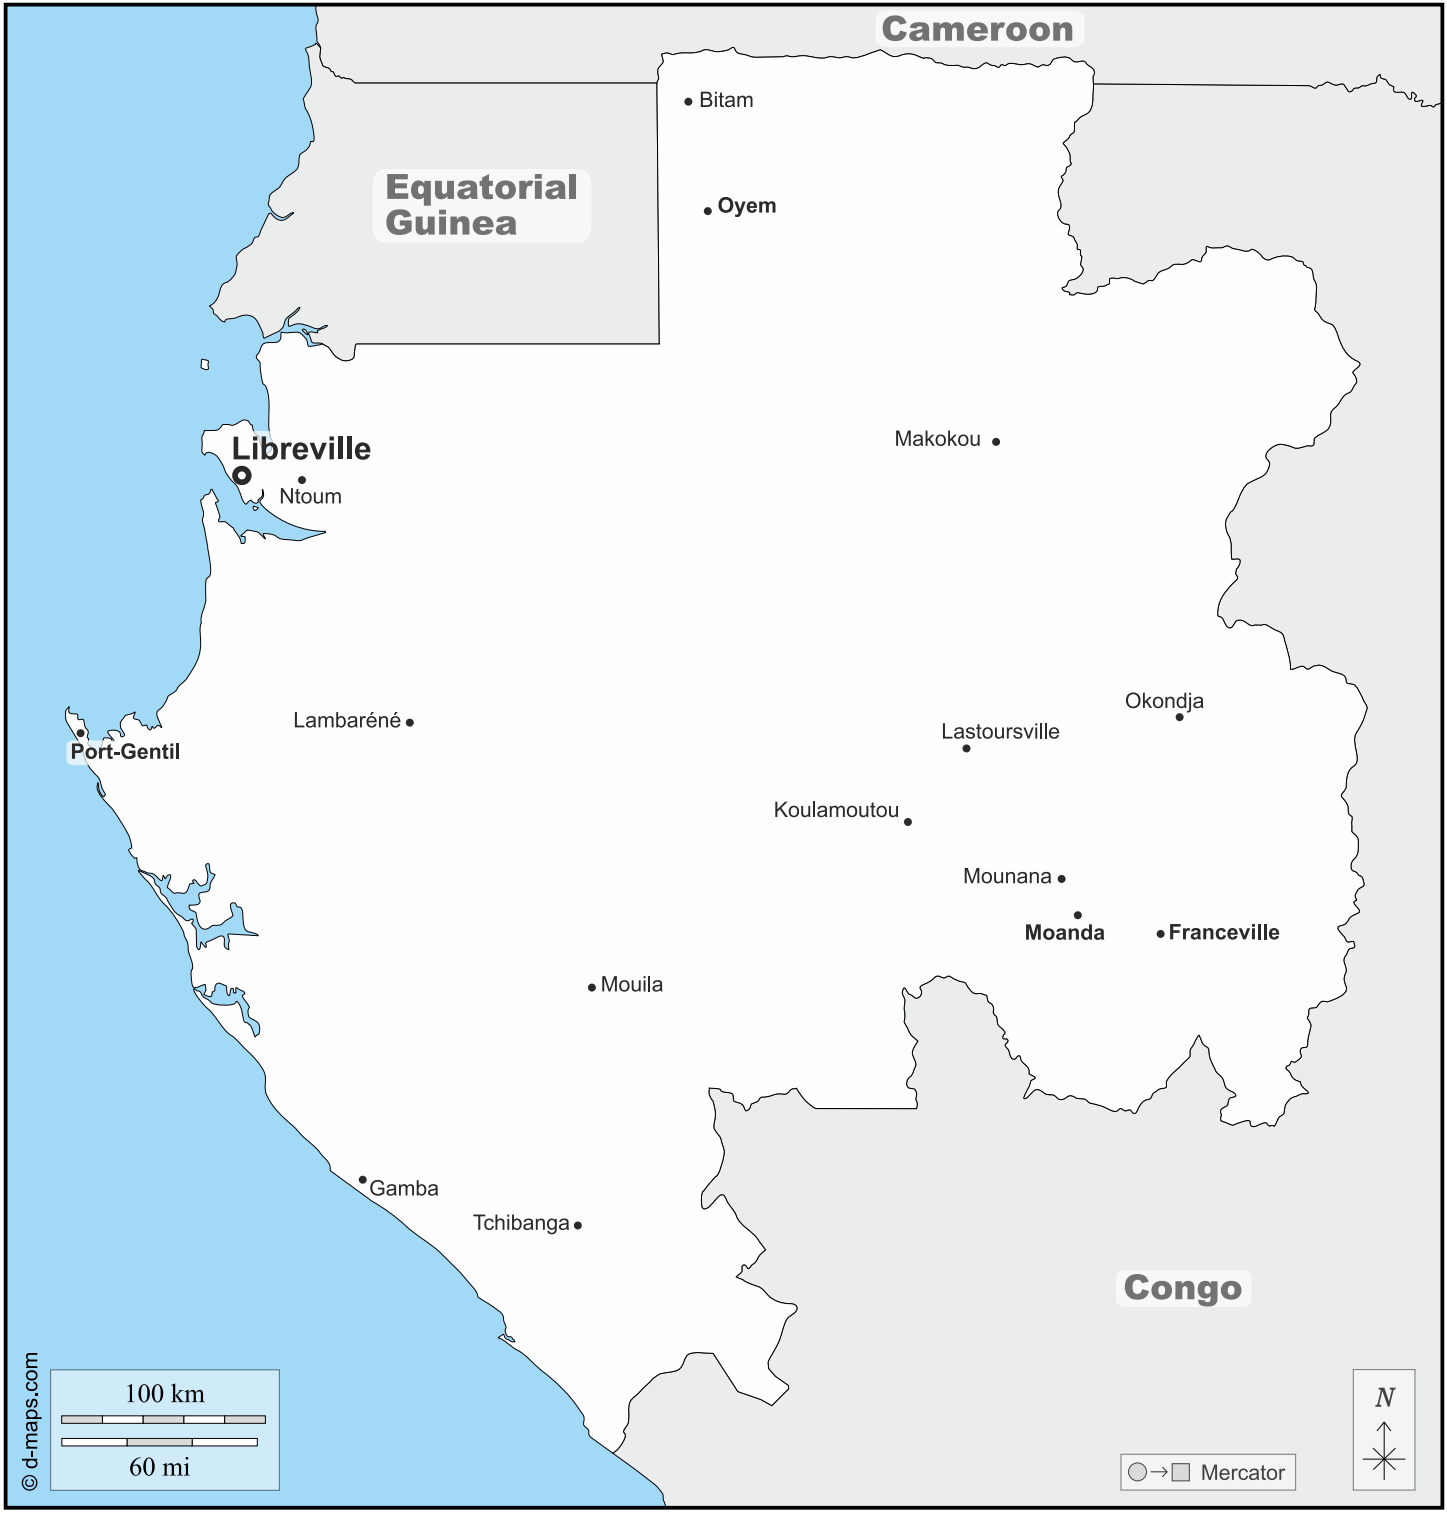 Cameroon
Bitam
Equatorial
Guinea
Oyem
Makokou
Libreville
Ntoum
Okondja
Lambaréné
Lastoursville
Port-Gentil
Koulamoutou
Mounana
Moanda
Franceville
Mouila
Gamba
Tchibanga
Congo
© d-maps.com
100 km
60 mi
N
Mercator